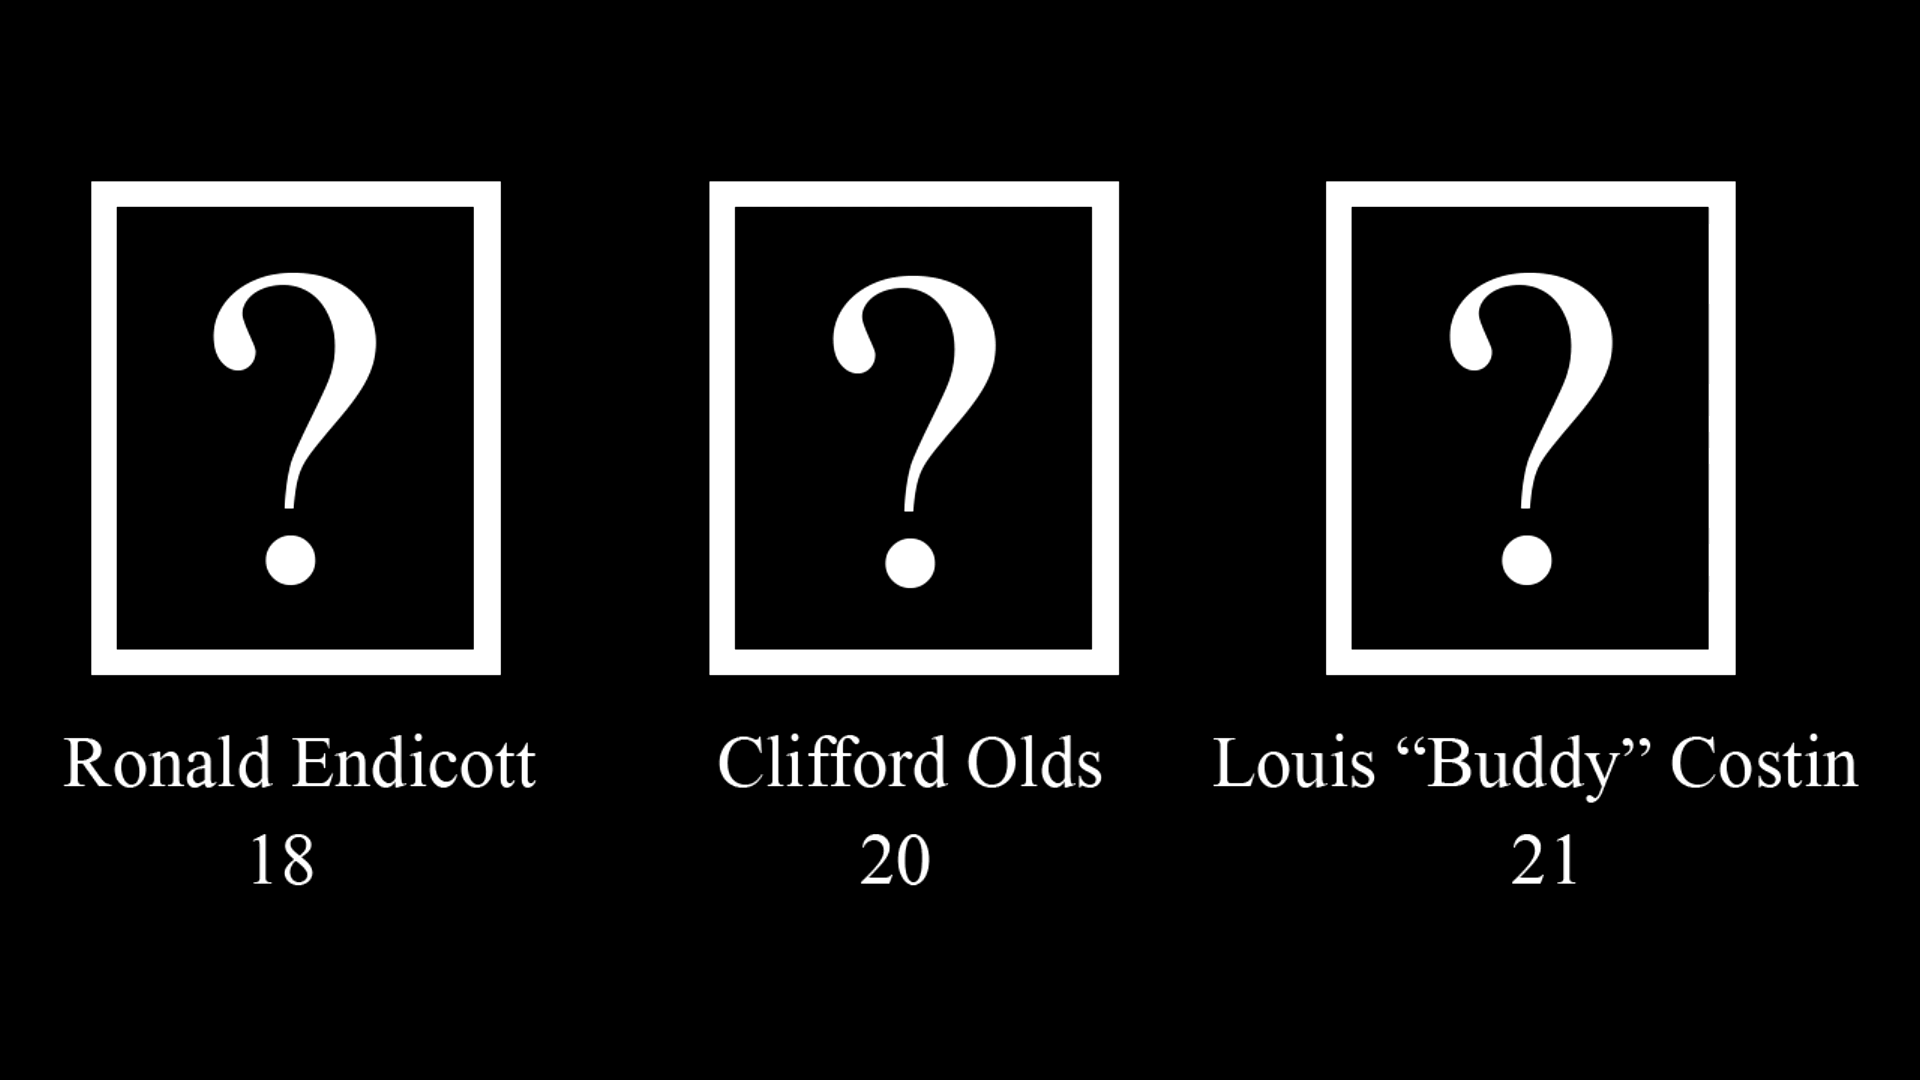 ? ? ?
Ronald Endicott Clifford Olds Louis “Buddy” Costin
18 20 21